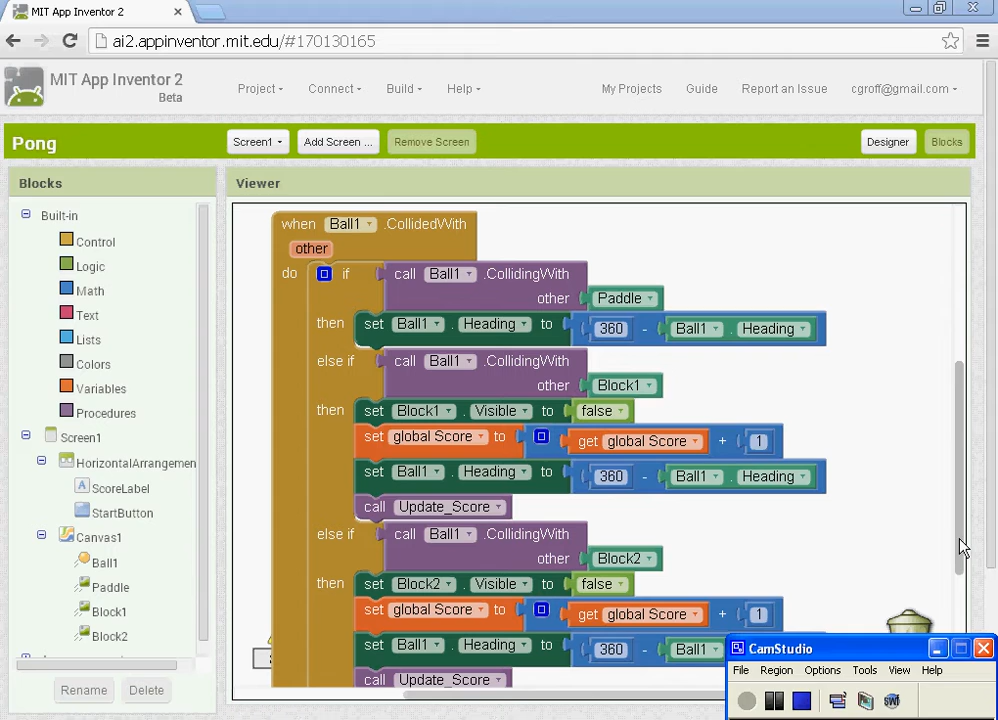 MIT App Inventor 2
ai2.appinventor.mit.edu/#170130165
MIT App Inventor 2
Beta
Project
Connect
Build
Help
My Projects
Guide
Report an Issue
cgroff@gmail.com
Pong
Screen1
Add Screen ...
Remove Screen
Designer
Blocks
Blocks
Viewer
Built-in
Control
Logic
Math
Text
Lists
Colors
Variables
Procedures
Screen1
HorizontalArrangemen
ScoreLabel
StartButton
Canvas1
Ball1
Paddle
Block1
Block2
Rename
Delete
when Ball1 .CollidedWith
other
do if call Ball1 .CollidingWith
other Paddle
then set Ball1 . Heading to 360 - Ball1 . Heading
else if call Ball1 .CollidingWith
other Block1
then set Block1 . Visible to false
set global Score to get global Score + 1
set Ball1 . Heading to 360 - Ball1 . Heading
call Update_Score
else if call Ball1 .CollidingWith
other Block2
then set Block2 . Visible to false
set global Score to get global Score + 1
set Ball1 . Heading to 360 - Ball1
call Update_Score
CamStudio
File Region Options Tools View Help